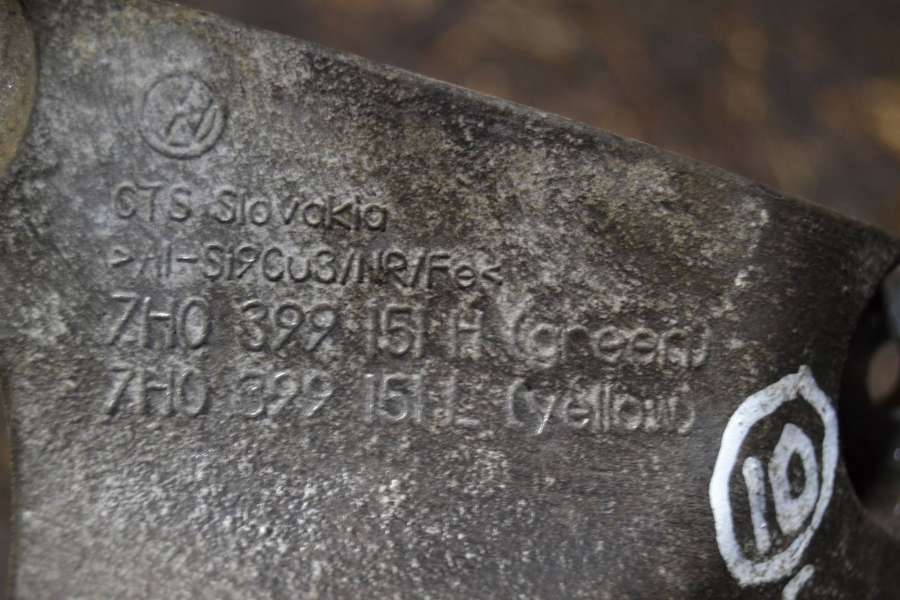 CTS Slovakia
>Al-Si9Cu3/NR/Fe<
7H0 399 151 H (green)
7H0 399 151 L (yellow)
10